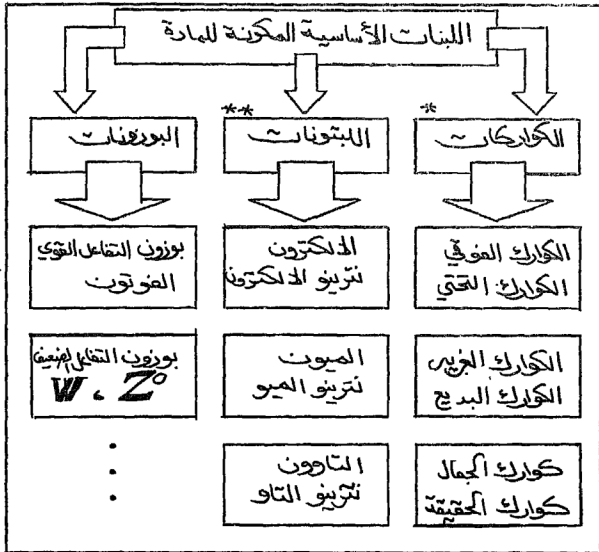 اللبنات الأساسية المكونة للمادة
*
الكواركات
**
اللبتونات
البوزونات
الكوارك الفوقي
الكوارك التحتي
الالكترون
نترينو الالكترون
بوزون التفاعل القوي
الفوتون
الكوارك الغريب
الكوارك البديع
الميون
نترينو الميو
بوزون التفاعل الضعيف
W , Z°
كوارك الجمال
كوارك الحقيقة
التاوون
نترينو التاو